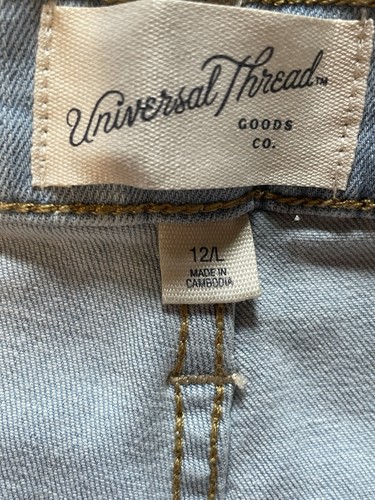 Universal Thread™
GOODS
CO.
12/L
MADE IN
CAMBODIA